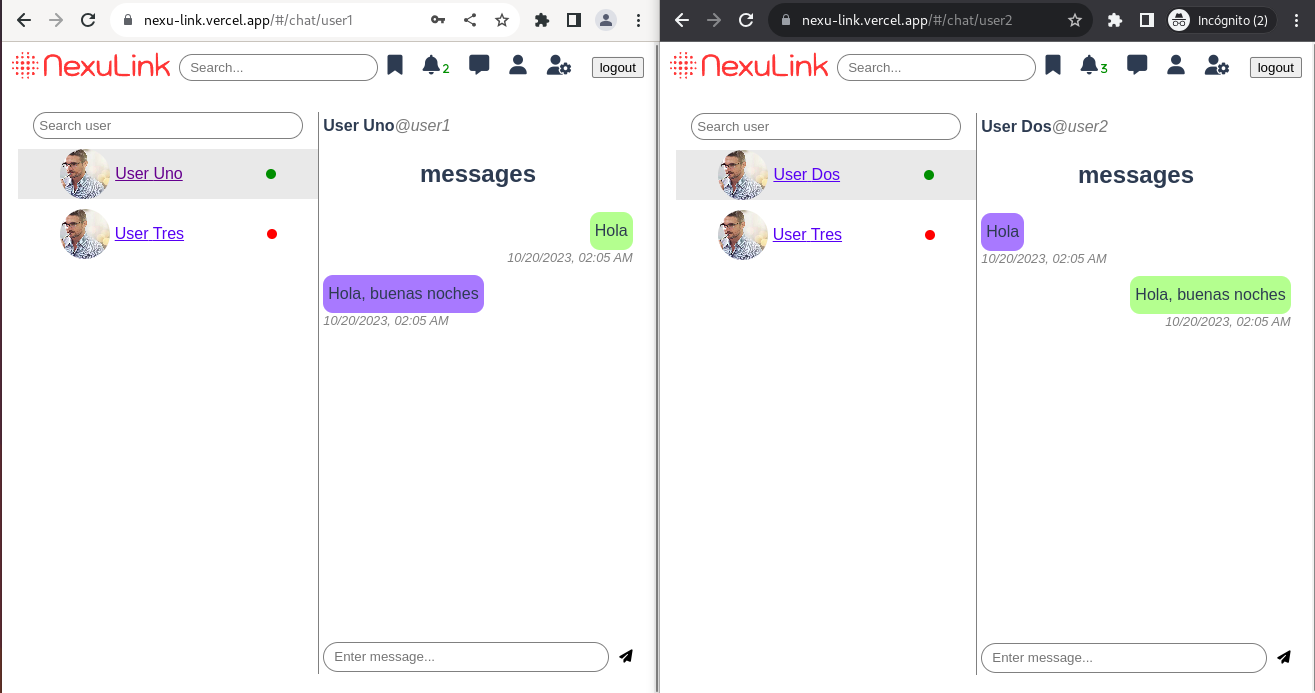 nexu-link.vercel.app/#/chat/user1
NexuLink
Search...
2
logout
Search user
User Uno
User Tres
User Uno@user1
messages
Hola
10/20/2023, 02:05 AM
Hola, buenas noches
10/20/2023, 02:05 AM
Enter message...
nexu-link.vercel.app/#/chat/user2
Incógnito (2)
NexuLink
Search...
3
logout
Search user
User Dos
User Tres
User Dos@user2
messages
Hola
10/20/2023, 02:05 AM
Hola, buenas noches
10/20/2023, 02:05 AM
Enter message...